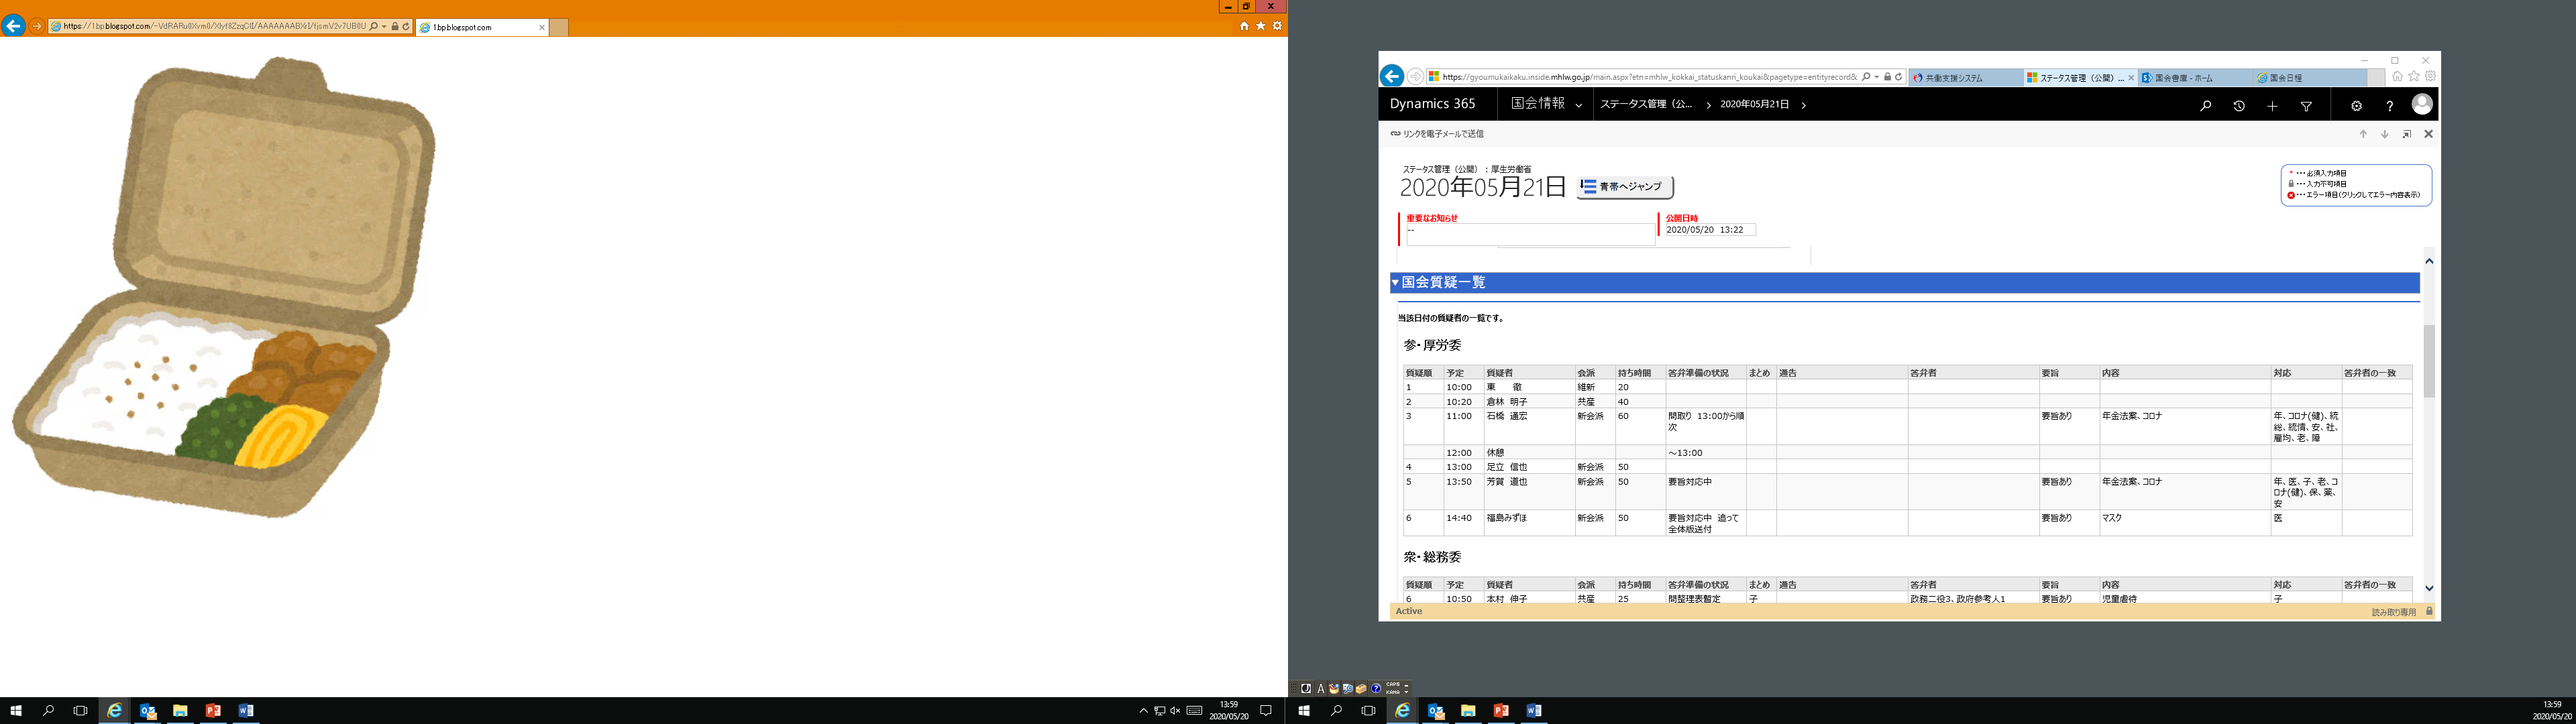 1.bp.blogspot.com
13:59
2020/05/20
共働支援システム
ステータス管理（公開）...
国会書庫 - ホーム
国会日程
Dynamics 365
国会情報
ステータス管理（公...
2020年05月21日
リンクを電子メールで送信
ステータス管理（公開）：厚生労働省
2020年05月21日
青帯へジャンプ
* ･･･必須入力項目
･･･入力不可項目
･･･エラー項目(クリックしてエラー内容表示)
重要なお知らせ
--
公開日時
2020/05/20 13:22
国会質疑一覧
当該日付の質疑者の一覧です。
参・厚労委
質疑順 予定 質疑者 会派 持ち時間 答弁準備の状況 まとめ 通告 答弁者 要旨 内容 対応 答弁者の一致
1 10:00 東　徹 維新 20
2 10:20 倉林 明子 共産 40
3 11:00 石橋 通宏 新会派 60 問取り 13:00から順次 要旨あり 年金法案、コロナ 年、コロナ(健)、統総、統情、安、社、雇均、老、障
12:00 休憩 ～13:00
4 13:00 足立 信也 新会派 50
5 13:50 芳賀 道也 新会派 50 要旨対応中 要旨あり 年金法案、コロナ 年、医、子、老、コロナ(健)、保、薬、安
6 14:40 福島みずほ 新会派 50 要旨対応中 追って全体版送付 要旨あり マスク 医
衆・総務委
質疑順 予定 質疑者 会派 持ち時間 答弁準備の状況 まとめ 通告 答弁者 要旨 内容 対応 答弁者の一致
6 10:50 本村 伸子 共産 25 問整理表暫定 子 政務二役3、政府参考人1 要旨あり 児童虐待 子
Active
読み取り専用
A
CAPS
KANA
13:59
2020/05/20